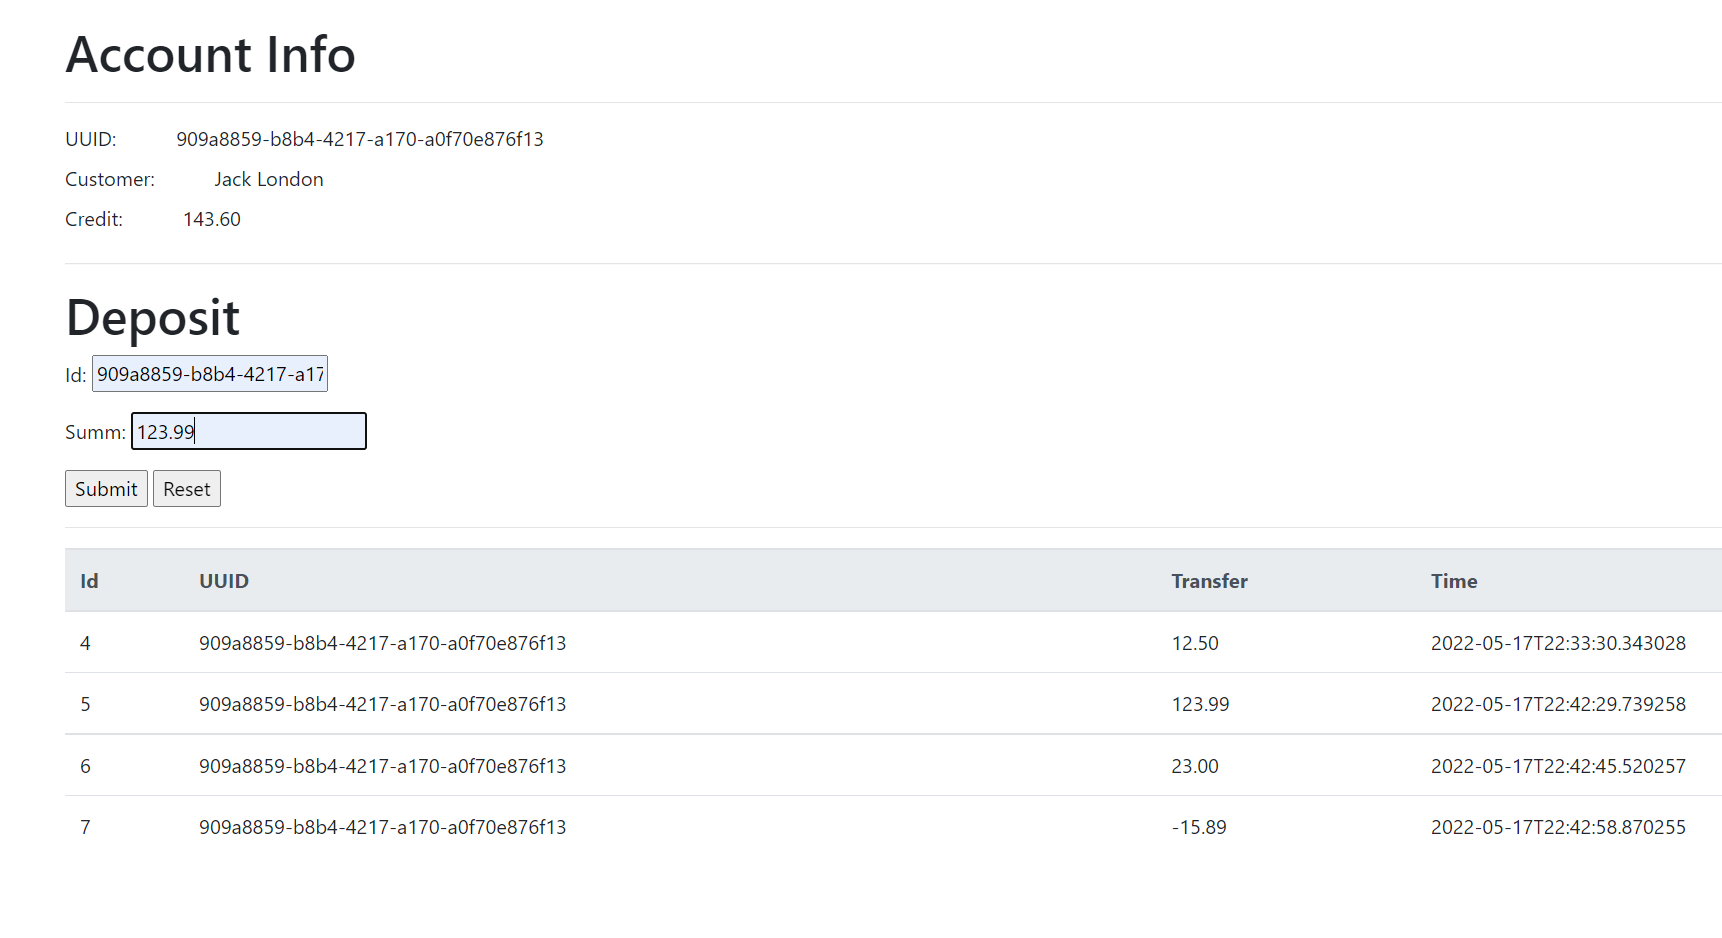 Account Info
UUID: 909a8859-b8b4-4217-a170-a0f70e876f13
Customer: Jack London
Credit: 143.60
Deposit
Id: 909a8859-b8b4-4217-a17
Summ: 123.99
Submit Reset
Id UUID Transfer Time
4 909a8859-b8b4-4217-a170-a0f70e876f13 12.50 2022-05-17T22:33:30.343028
5 909a8859-b8b4-4217-a170-a0f70e876f13 123.99 2022-05-17T22:42:29.739258
6 909a8859-b8b4-4217-a170-a0f70e876f13 23.00 2022-05-17T22:42:45.520257
7 909a8859-b8b4-4217-a170-a0f70e876f13 -15.89 2022-05-17T22:42:58.870255